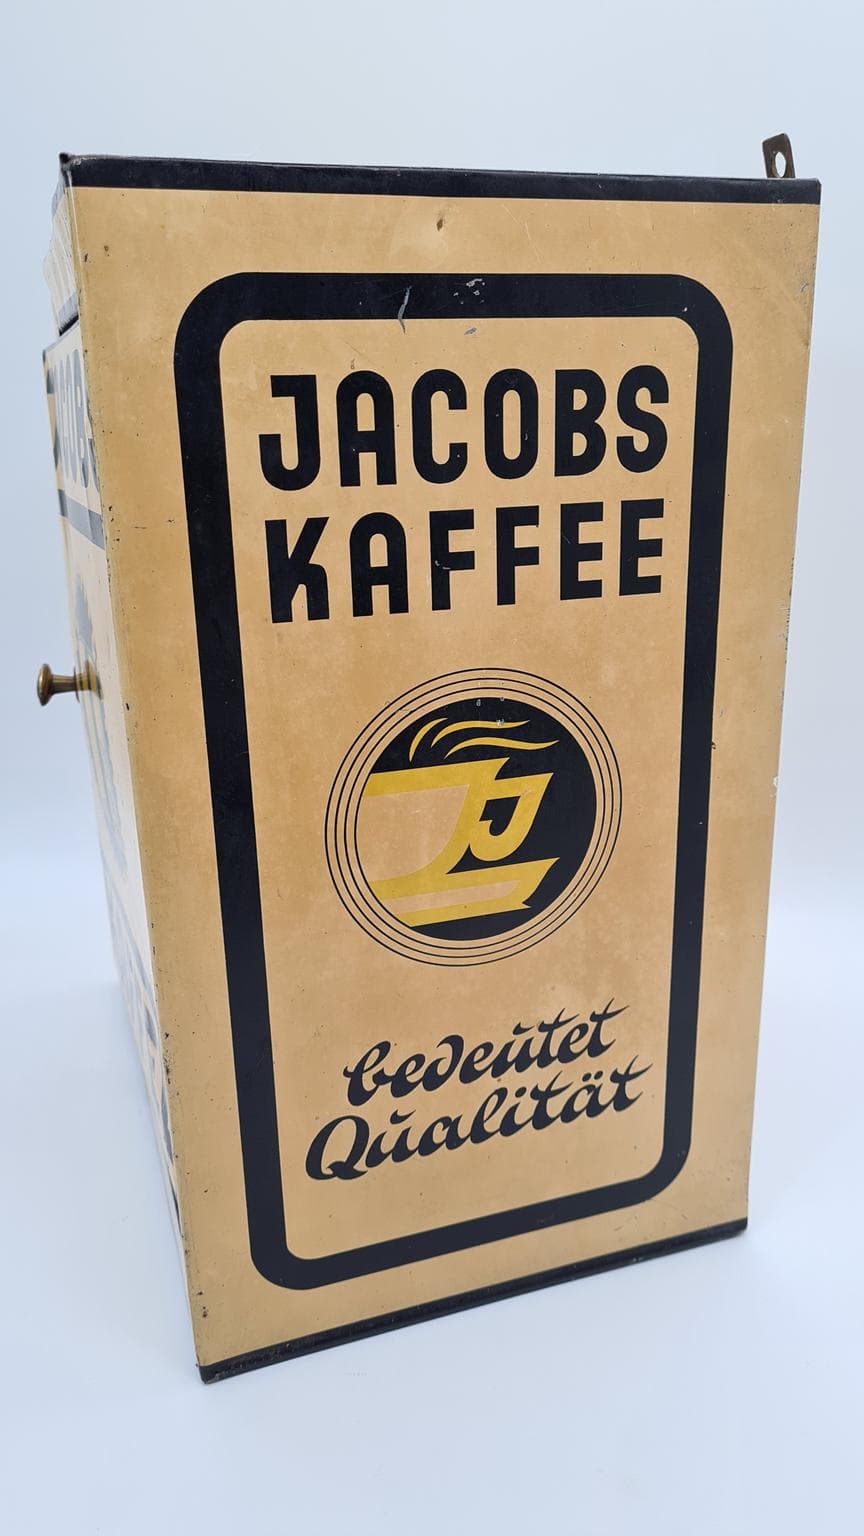 JACOBS
KAFFEE
J
bedeutet
Qualität